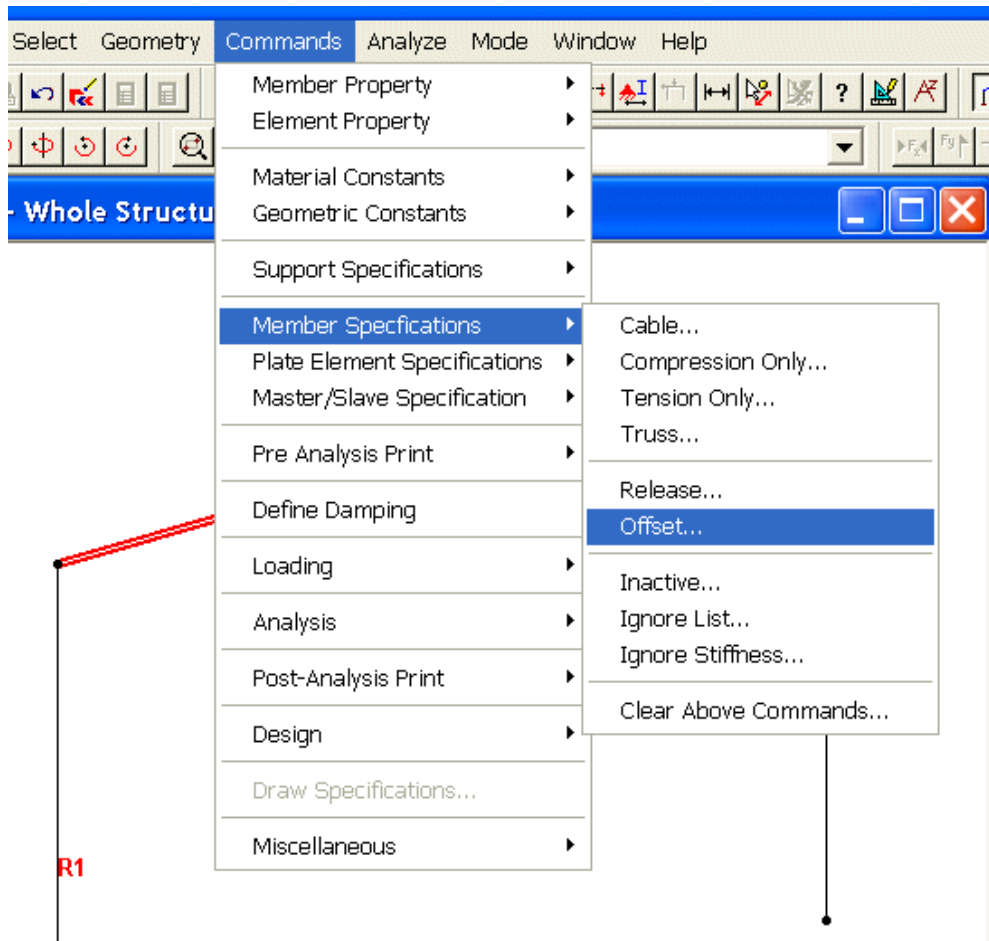 Select Geometry Commands Analyze Mode Window Help
?
- Whole Structu
Member Property
Element Property
Material Constants
Geometric Constants
Support Specifications
Member Specfications
Plate Element Specifications
Master/Slave Specification
Pre Analysis Print
Define Damping
Loading
Analysis
Post-Analysis Print
Design
Draw Specifications...
Miscellaneous
Cable...
Compression Only...
Tension Only...
Truss...
Release...
Offset...
Inactive...
Ignore List...
Ignore Stiffness...
Clear Above Commands...
R1